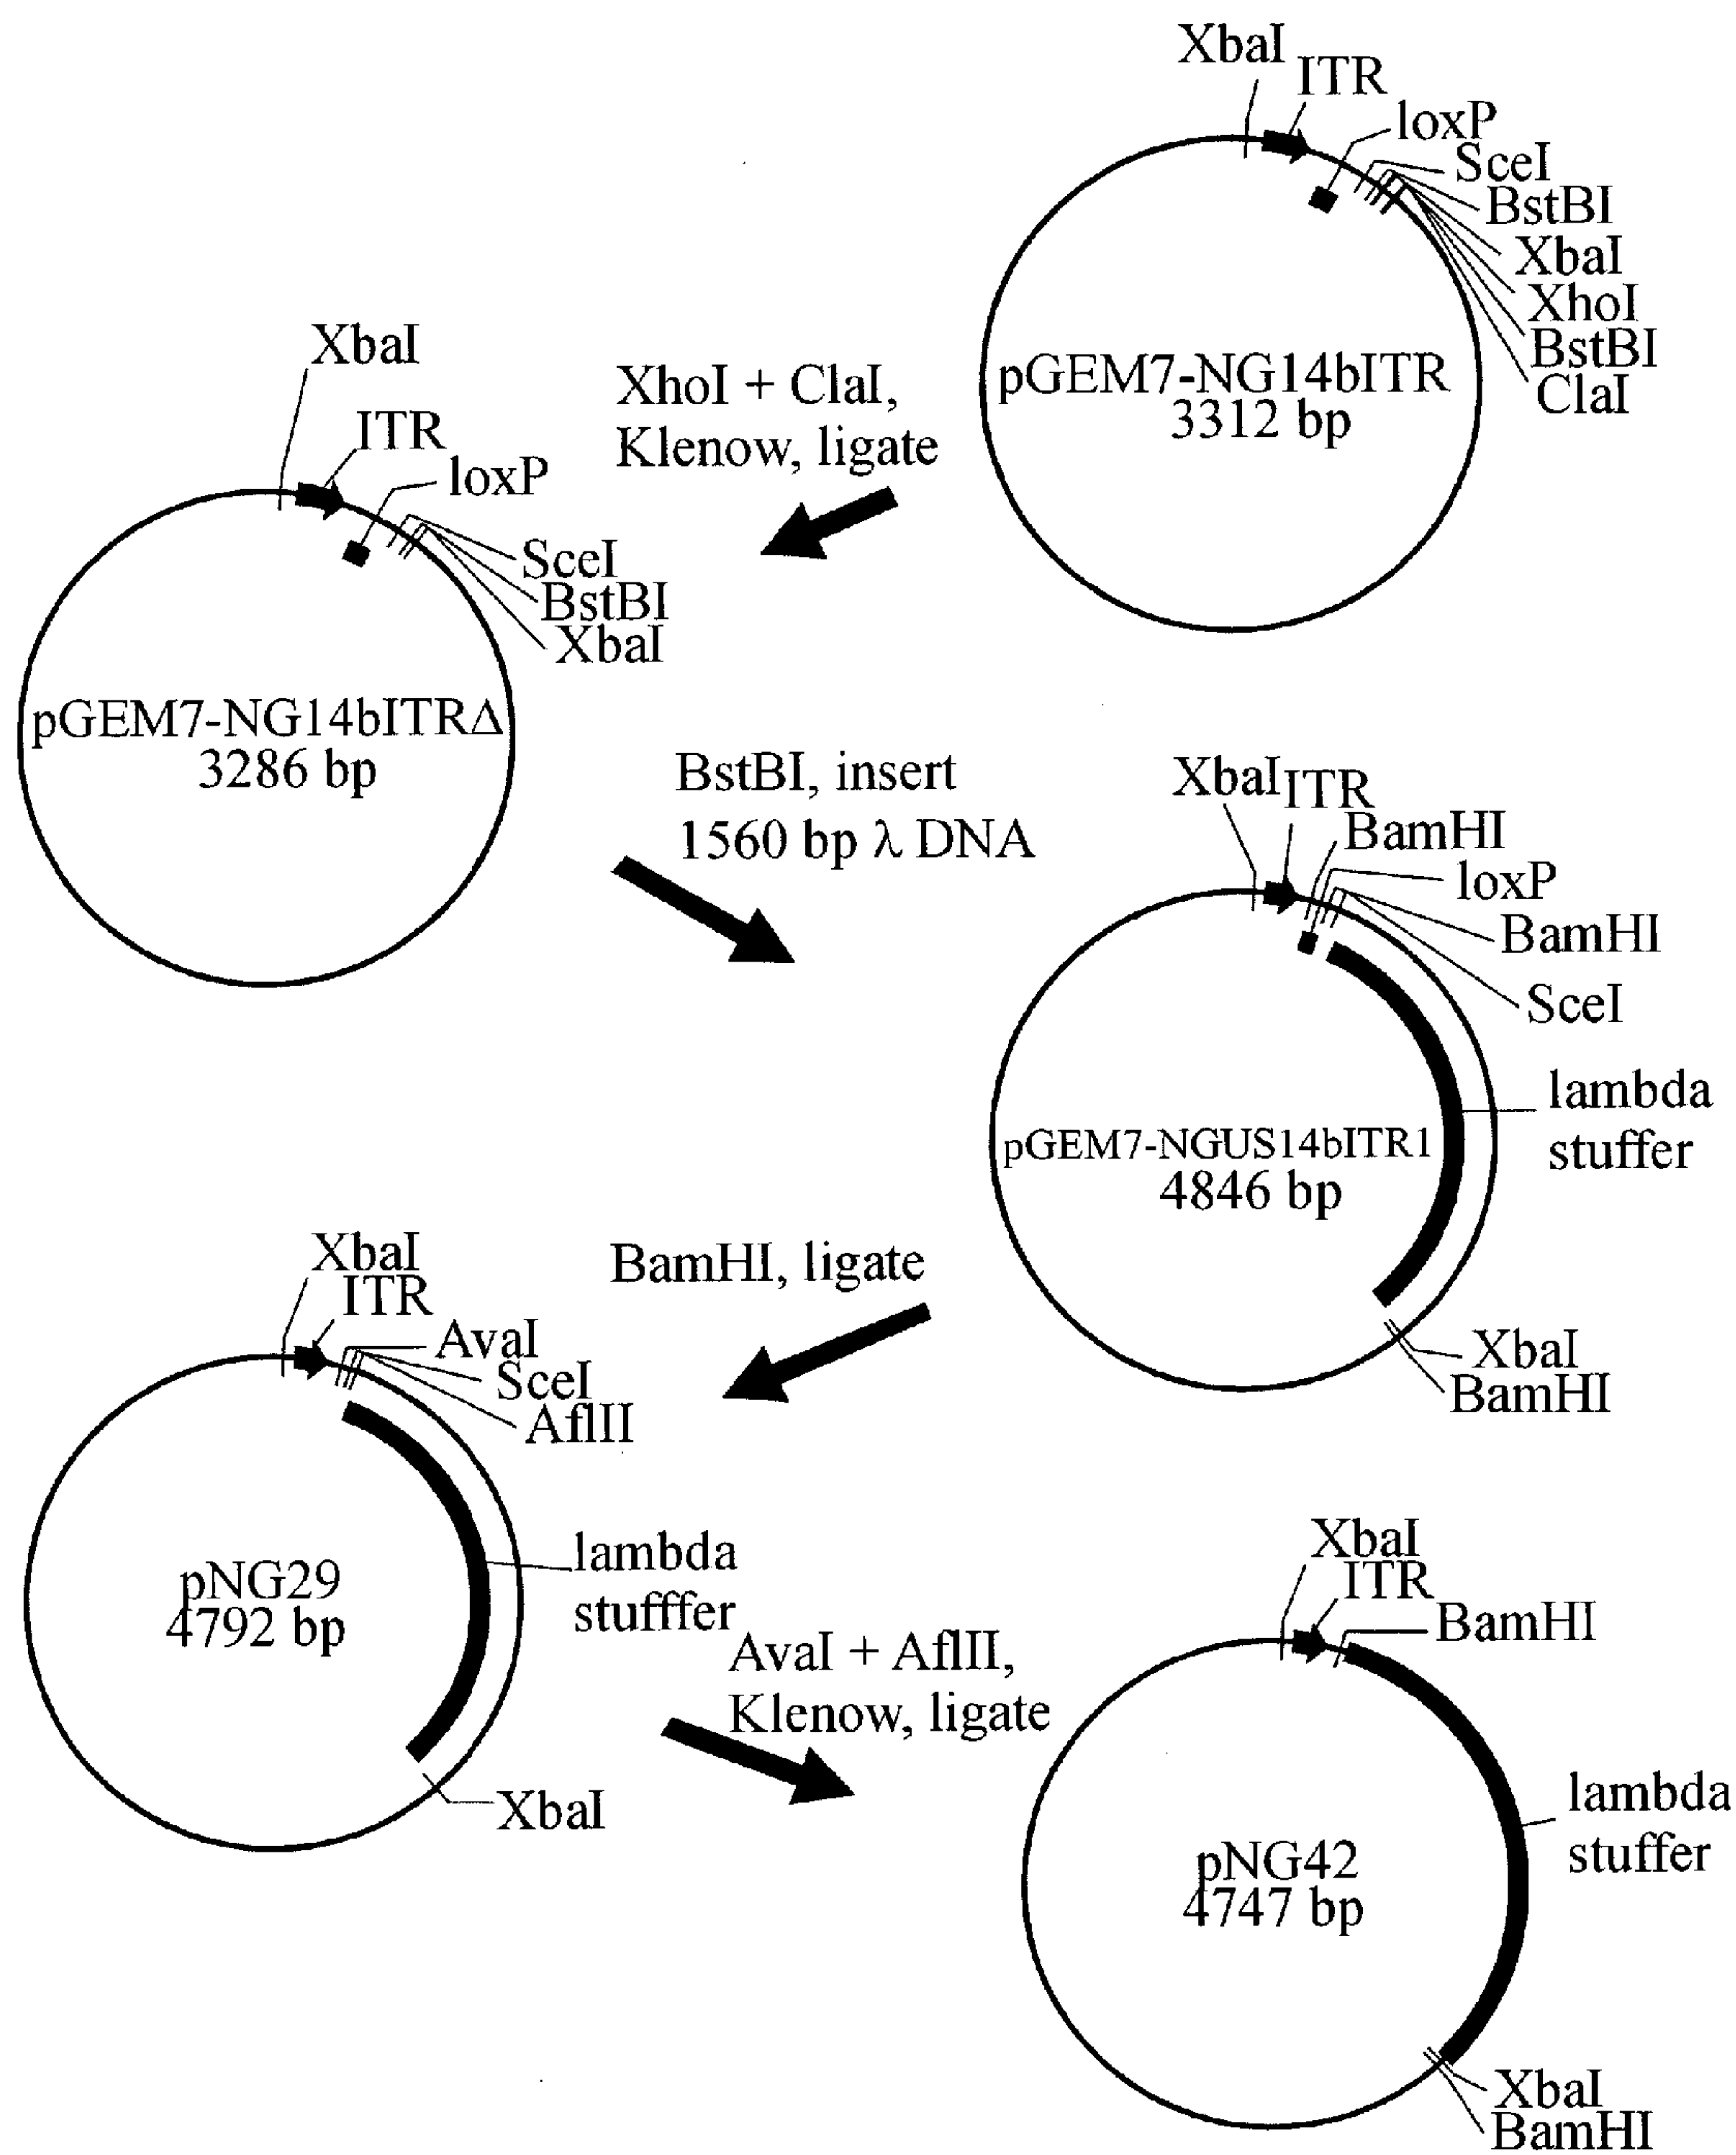 XbaI
ITR
loxP
SceI
BstBI
XbaI
XhoI
BstBI
ClaI
pGEM7-NG14bITR
3312 bp
XhoI + ClaI,
Klenow, ligate
XbaI
ITR
loxP
SceI
BstBI
XbaI
pGEM7-NG14bITRΔ
3286 bp
BstBI, insert
1560 bp λ DNA
XbaI
ITR
BamHI
loxP
BamHI
SceI
lambda
stuffer
pGEM7-NGUS14bITR1
4846 bp
XbaI
BamHI
BamHI, ligate
XbaI
ITR
AvaI
SceI
AflII
pNG29
4792 bp
lambda
stufffer
XbaI
AvaI + AflII,
Klenow, ligate
XbaI
ITR
BamHI
lambda
stuffer
pNG42
4747 bp
XbaI
BamHI